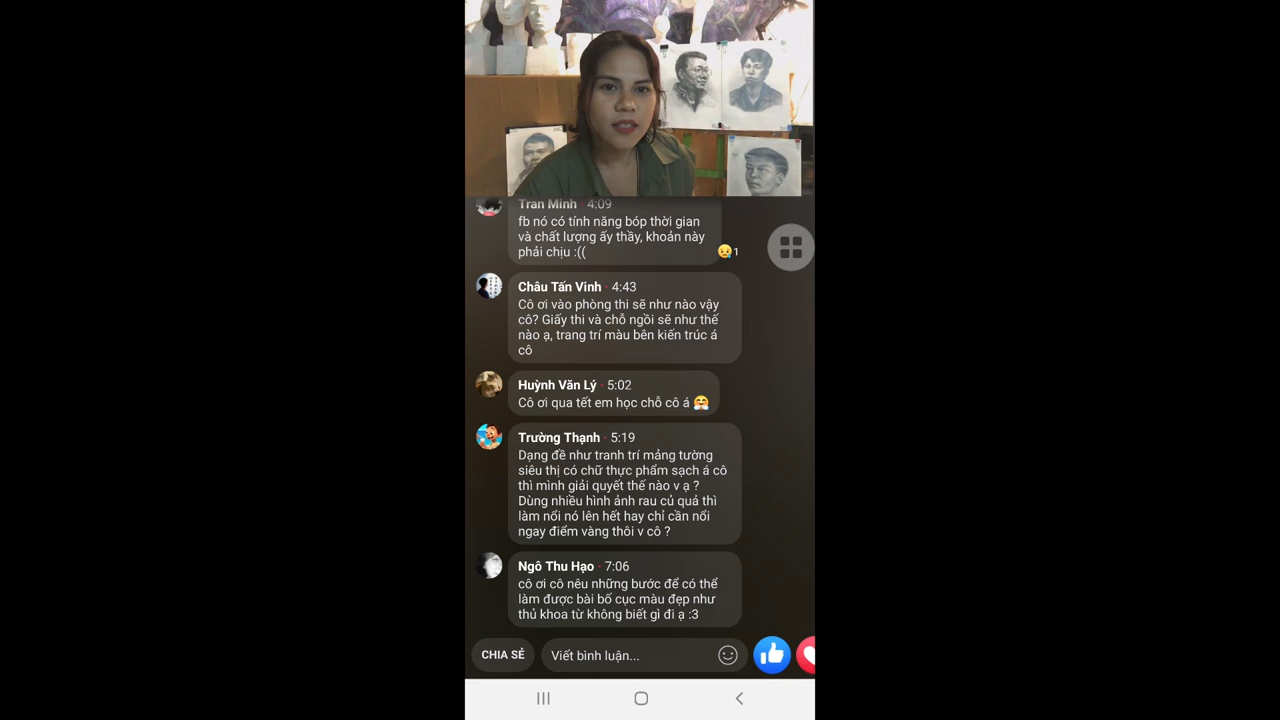 Tran Minh · 4:09
fb nó có tính năng bóp thời gian
và chất lượng ấy thầy, khoản này
phải chịu :((
1
Châu Tấn Vinh · 4:43
Cô ơi vào phòng thi sẽ như nào vậy
cô? Giấy thi và chỗ ngồi sẽ như thế
nào ạ, trang trí màu bên kiến trúc á
cô
Huỳnh Văn Lý · 5:02
Cô ơi qua tết em học chỗ cô á 🤗
Trường Thạnh · 5:19
Dạng đề như tranh trí mảng tường
siêu thị có chữ thực phẩm sạch á cô
thì mình giải quyết thế nào v ạ ?
Dùng nhiều hình ảnh rau củ quả thì
làm nổi nó lên hết hay chỉ cần nổi
ngay điểm vàng thôi v cô ?
Ngô Thu Hạo · 7:06
cô ơi cô nêu những bước để có thể
làm được bài bố cục màu đẹp như
thủ khoa từ không biết gì đi ạ :3
CHIA SẺ
Viết bình luận...